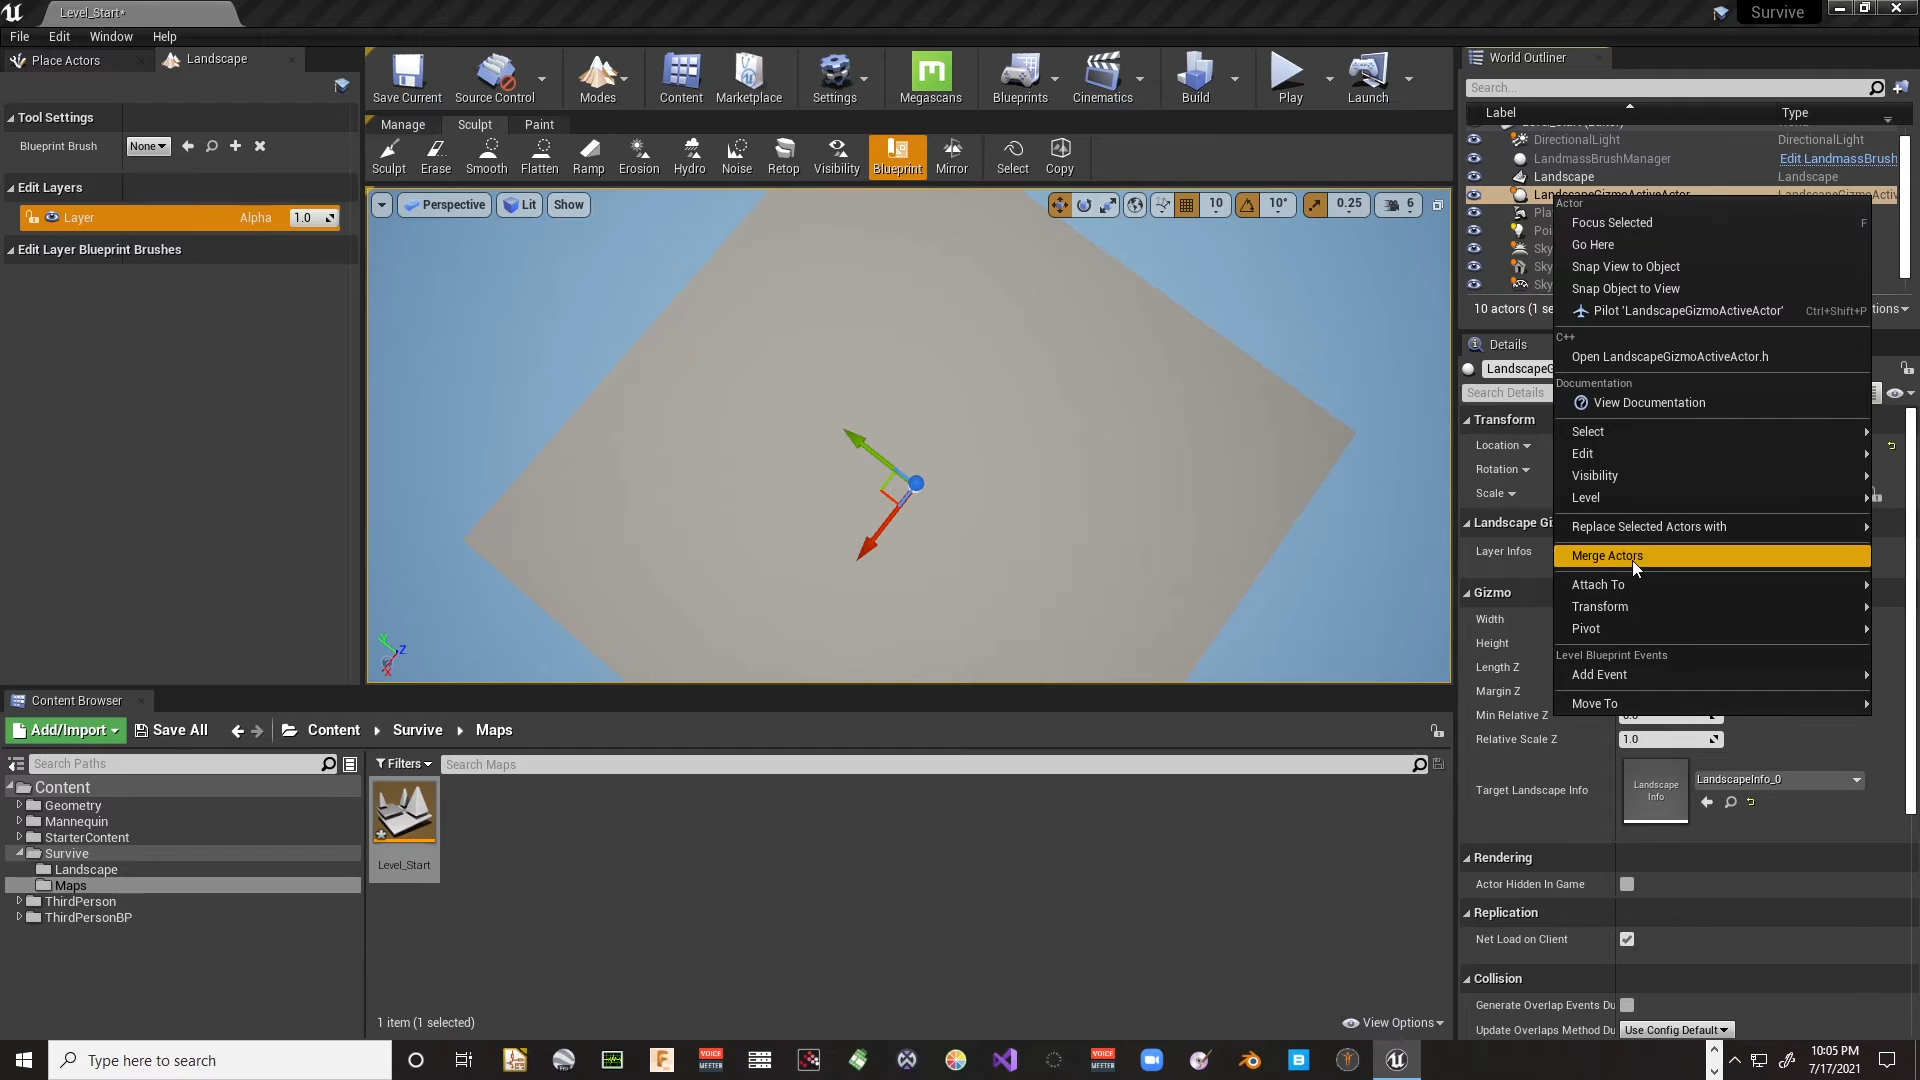 Level_Start*
Survive
File Edit Window Help
Place Actors
Landscape
Tool Settings
Blueprint Brush None
Edit Layers
Layer Alpha 1.0
Edit Layer Blueprint Brushes
Save Current Source Control Modes Content Marketplace Settings Megascans Blueprints Cinematics Build Play Launch
Manage Sculpt Paint
Sculpt Erase Smooth Flatten Ramp Erosion Hydro Noise Retop Visibility Blueprint Mirror Select Copy
Perspective Lit Show 10 10° 0.25 6
World Outliner
Search...
Label Type
DirectionalLight DirectionalLight
LandmassBrushManager Edit LandmassBrush
Landscape Landscape
LandscapeGizmoActiveActor LandscapeGizmoActiv
Pla
Poi
Sky
Sky
Sky
10 actors (1 se
tions
Actor
Focus Selected F
Go Here
Snap View to Object
Snap Object to View
Pilot 'LandscapeGizmoActiveActor' Ctrl+Shift+P
C++
Open LandscapeGizmoActiveActor.h
Documentation
View Documentation
Select
Edit
Visibility
Level
Replace Selected Actors with
Merge Actors
Attach To
Transform
Pivot
Level Blueprint Events
Add Event
Move To
Details
LandscapeG
Search Details
Transform
Location
Rotation
Scale
Landscape Gi
Layer Infos
Gizmo
Width
Height
Length Z
Margin Z
Min Relative Z 0.0
Relative Scale Z 1.0
Target Landscape Info
Landscape
Info
LandscapeInfo_0
Rendering
Actor Hidden In Game
Replication
Net Load on Client
Collision
Generate Overlap Events Du
Update Overlaps Method Du Use Config Default
Y Z
X
Content Browser
Add/Import Save All Content Survive Maps
Search Paths
Filters Search Maps
Content
Geometry
Mannequin
StarterContent
Survive
Landscape
Maps
ThirdPerson
ThirdPersonBP
Level_Start
1 item (1 selected)
View Options
Type here to search
VOICE
MEETER
VOICE
MEETER
10:05 PM
7/17/2021